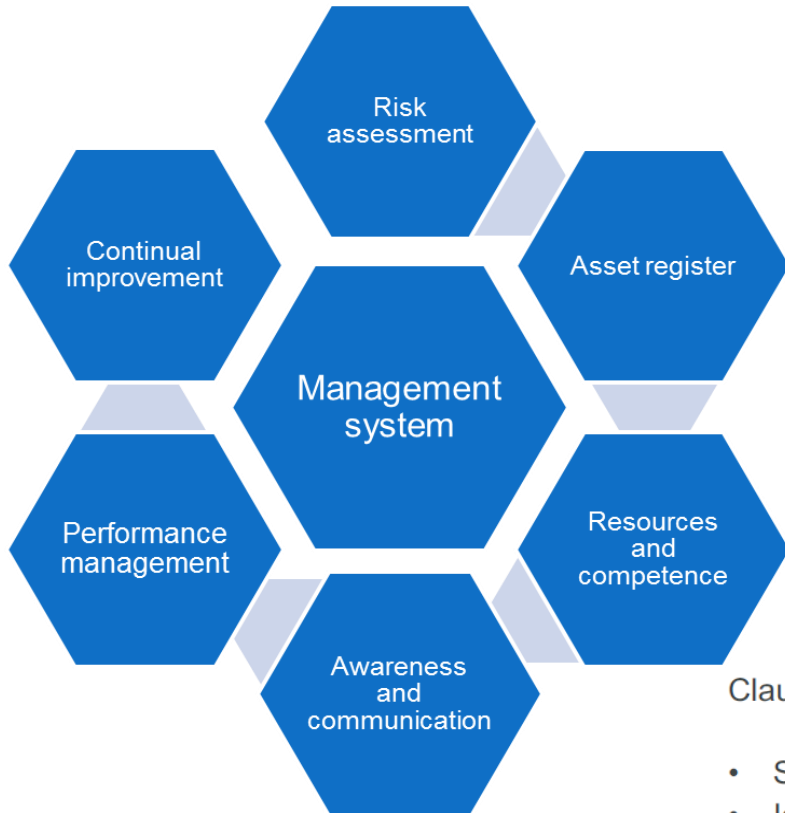 Risk
assessment
Asset register
Resources
and
competence
Awareness
and
communication
Performance
management
Continual
improvement
Management
system